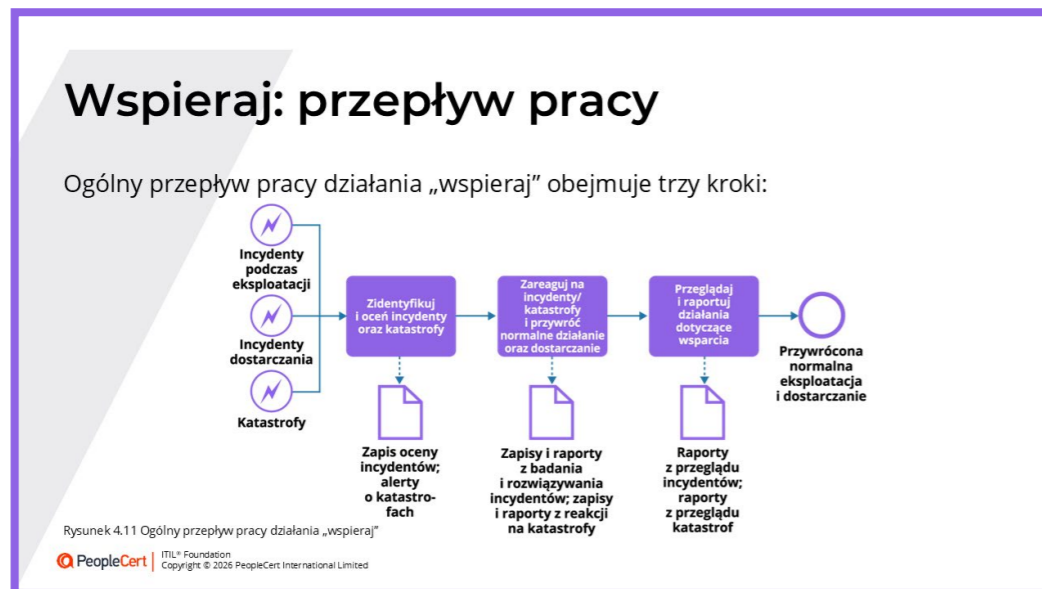 Wspieraj: przepływ pracy
Ogólny przepływ pracy działania „wspieraj” obejmuje trzy kroki:
Incydenty
podczas
eksploatacji
Incydenty
dostarczania
Katastrofy
Zidentyfikuj
i oceń incydenty
oraz katastrofy
Zareaguj na
incydenty/
katastrofy
i przywróć
normalne działanie
oraz dostarczanie
Przeglądaj
i raportuj
działania
dotyczące
wsparcia
Przywrócona
normalna
eksploatacja
i dostarczanie
Zapis oceny
incydentów;
alerty
o katastro-
fach
Zapisy i raporty
z badania
i rozwiązywania
incydentów; zapisy
i raporty z reakcji
na katastrofy
Raporty
z przeglądu
incydentów;
raporty
z przeglądu
katastrof
Rysunek 4.11 Ogólny przepływ pracy działania „wspieraj”
PeopleCert
ITIL® Foundation
Copyright © 2026 PeopleCert International Limited